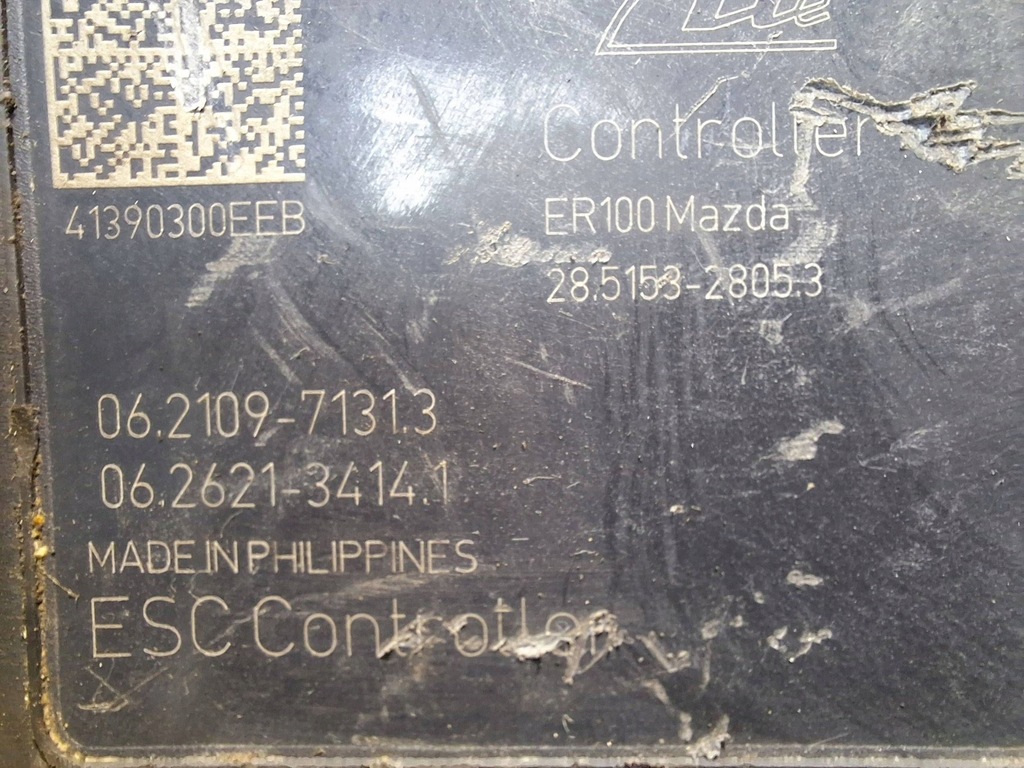 Ate
Controller
41390300EEB
ER100 Mazda
28.5153-2805.3
06.2109-7131.3
06.2621-3414.1
MADE IN PHILIPPINES
ESC Controller